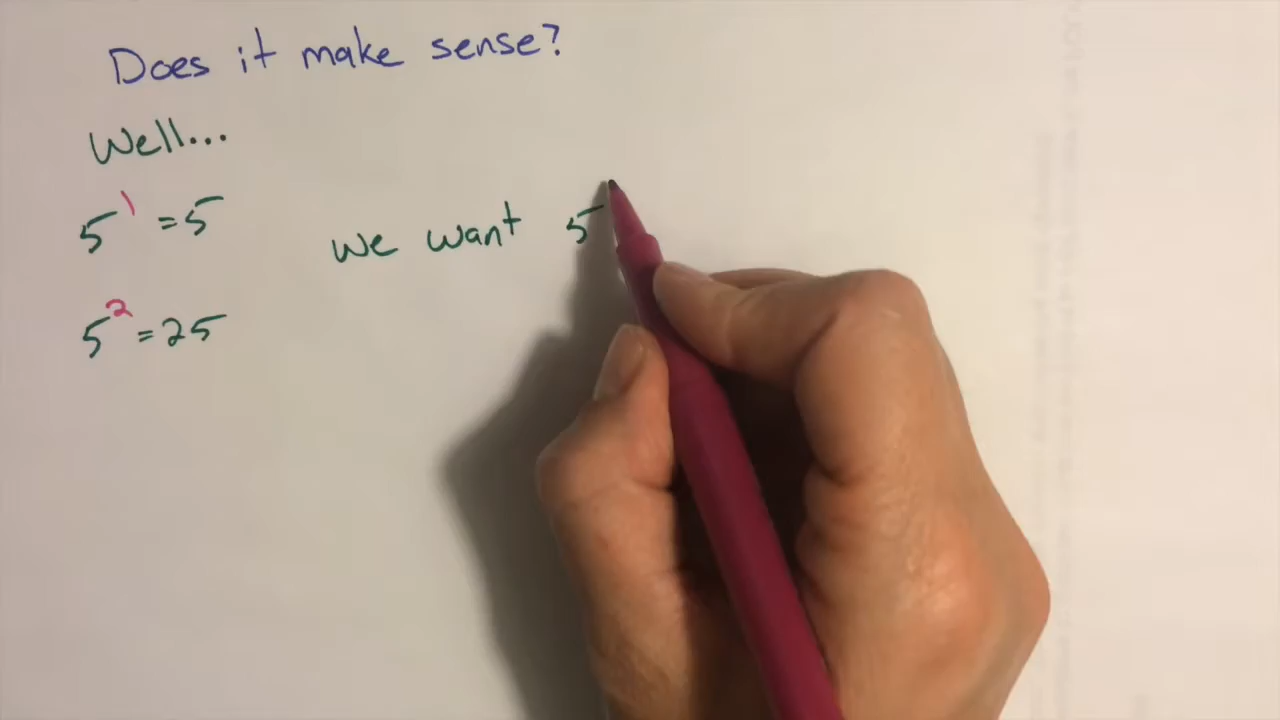 Does it make sense?
Well...
5¹ = 5
we want 5
5² = 25